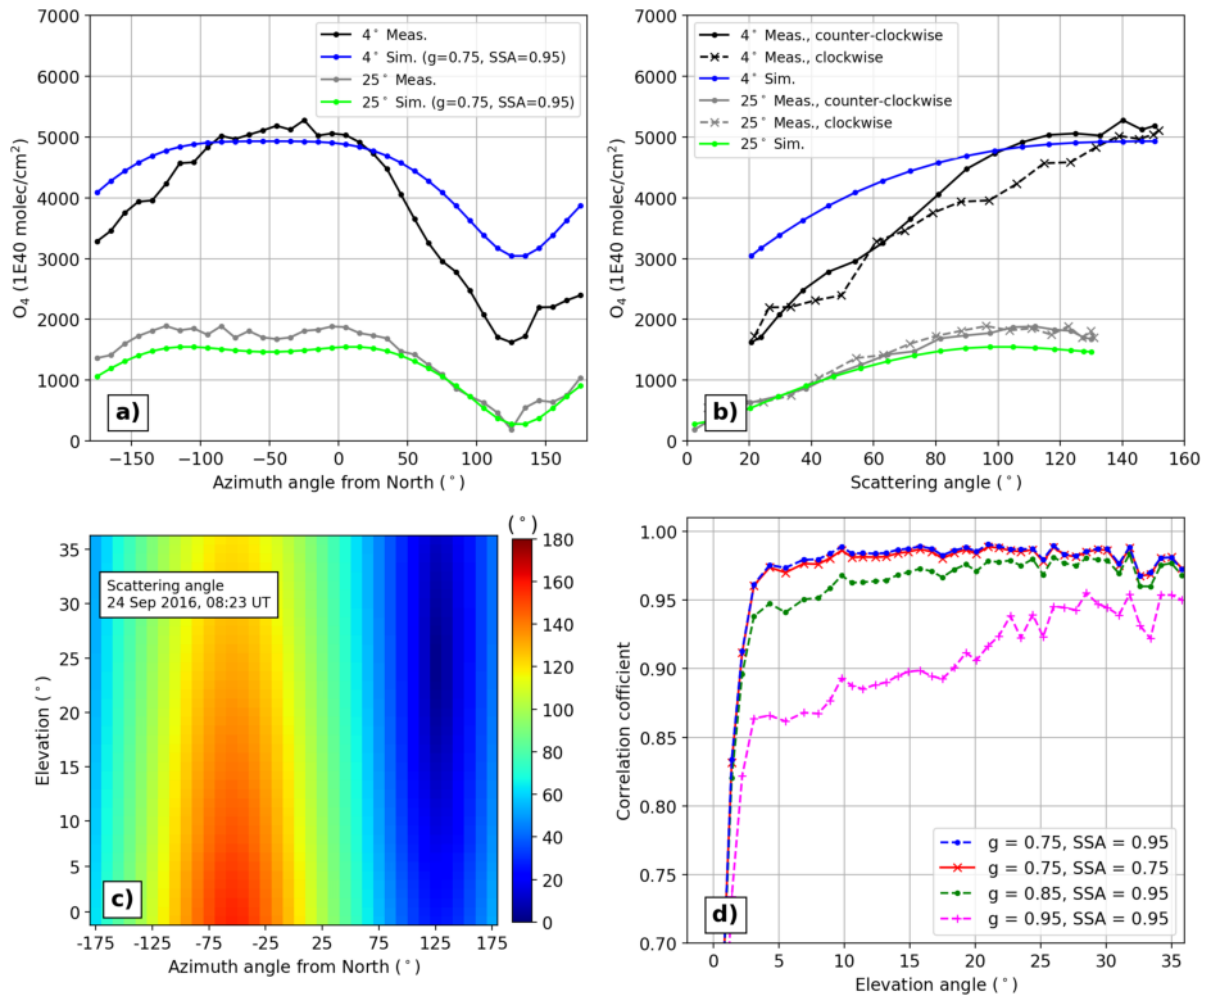 7000
6000
5000
4000
3000
2000
1000
0
O₄ (1E40 molec/cm²)
4° Meas.
4° Sim. (g=0.75, SSA=0.95)
25° Meas.
25° Sim. (g=0.75, SSA=0.95)
a)
−150 −100 −50 0 50 100 150
Azimuth angle from North (°)
7000
6000
5000
4000
3000
2000
1000
0
O₄ (1E40 molec/cm²)
4° Meas., counter-clockwise
4° Meas., clockwise
4° Sim.
25° Meas., counter-clockwise
25° Meas., clockwise
25° Sim.
b)
0 20 40 60 80 100 120 140 160
Scattering angle (°)
35
30
25
20
15
10
5
0
Elevation (°)
Scattering angle
24 Sep 2016, 08:23 UT
c)
-175 -125 -75 -25 25 75 125 175
Azimuth angle from North (°)
(°)
180
160
140
120
100
80
60
40
20
0
1.00
0.95
0.90
0.85
0.80
0.75
0.70
Correlation cofficient
g = 0.75, SSA = 0.95
g = 0.75, SSA = 0.75
g = 0.85, SSA = 0.95
g = 0.95, SSA = 0.95
d)
0 5 10 15 20 25 30 35
Elevation angle (°)